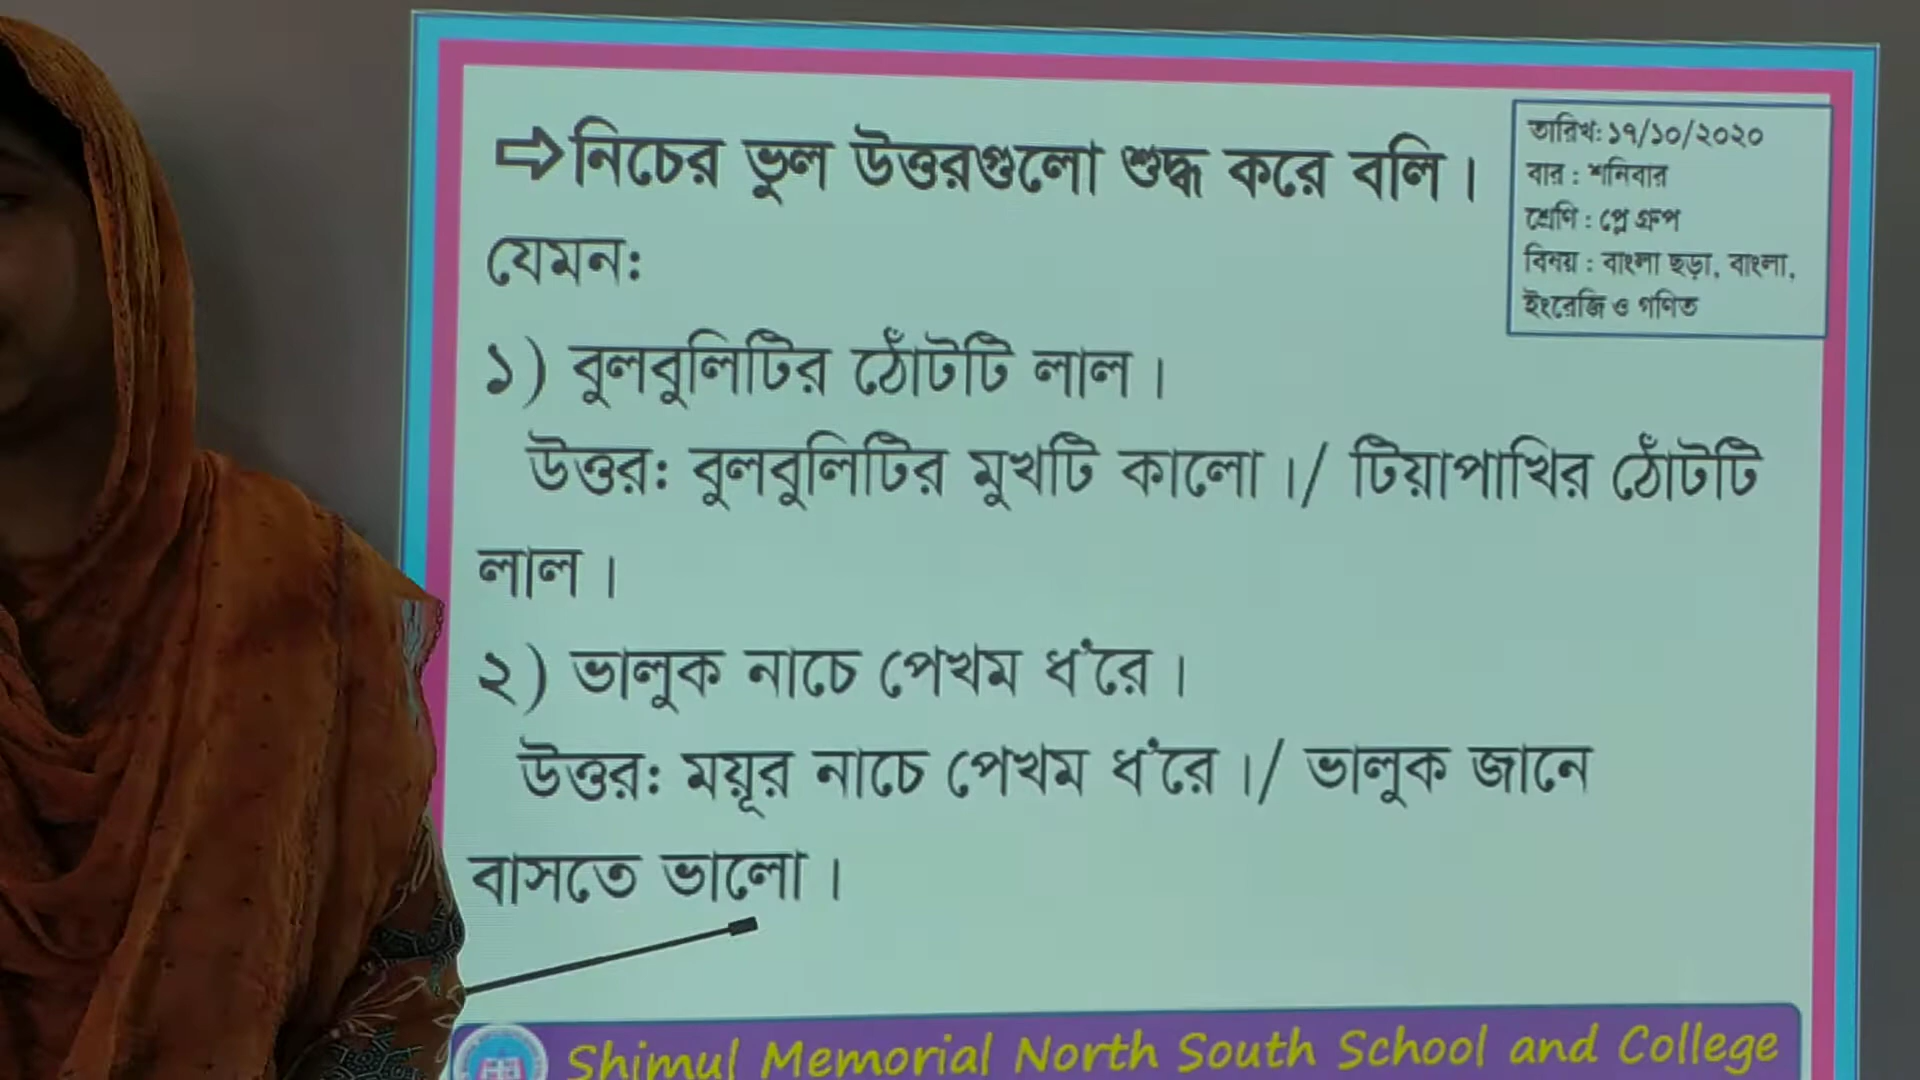 ⇨নিচের ভুল উত্তরগুলো শুদ্ধ করে বলি।
তারিখ: ১৭/১০/২০২০
বার : শনিবার
শ্রেণি : প্লে গ্রুপ
বিষয় : বাংলা ছড়া, বাংলা,
ইংরেজি ও গণিত
যেমন:
১) বুলবুলিটির ঠোঁটটি লাল।
উত্তর: বুলবুলিটির মুখটি কালো।/ টিয়াপাখির ঠোঁটটি
লাল।
২) ভালুক নাচে পেখম ধ'রে।
উত্তর: ময়ূর নাচে পেখম ধ'রে।/ ভালুক জানে
বাসতে ভালো।
Shimul Memorial North South School and College